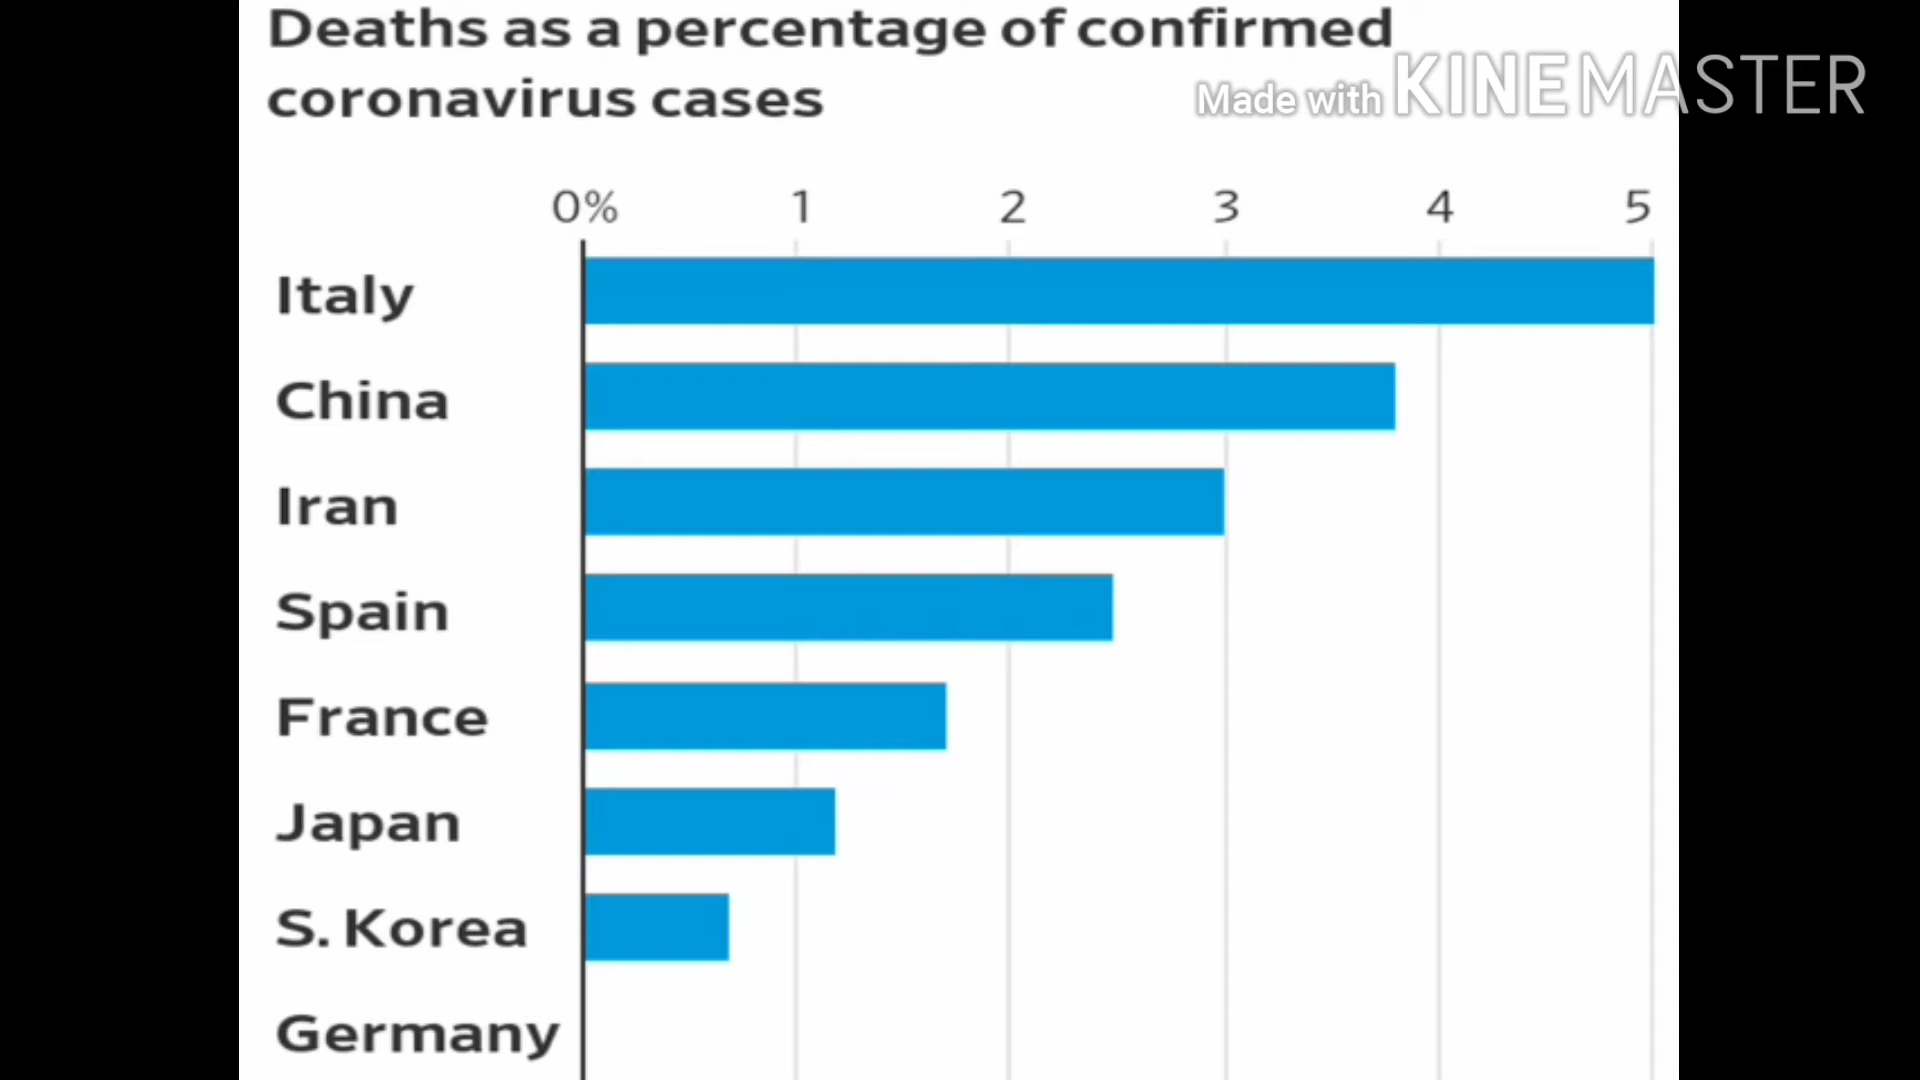 Deaths as a percentage of confirmed
coronavirus cases
Made with KINEMASTER
0% 1 2 3 4 5
Italy
China
Iran
Spain
France
Japan
S. Korea
Germany